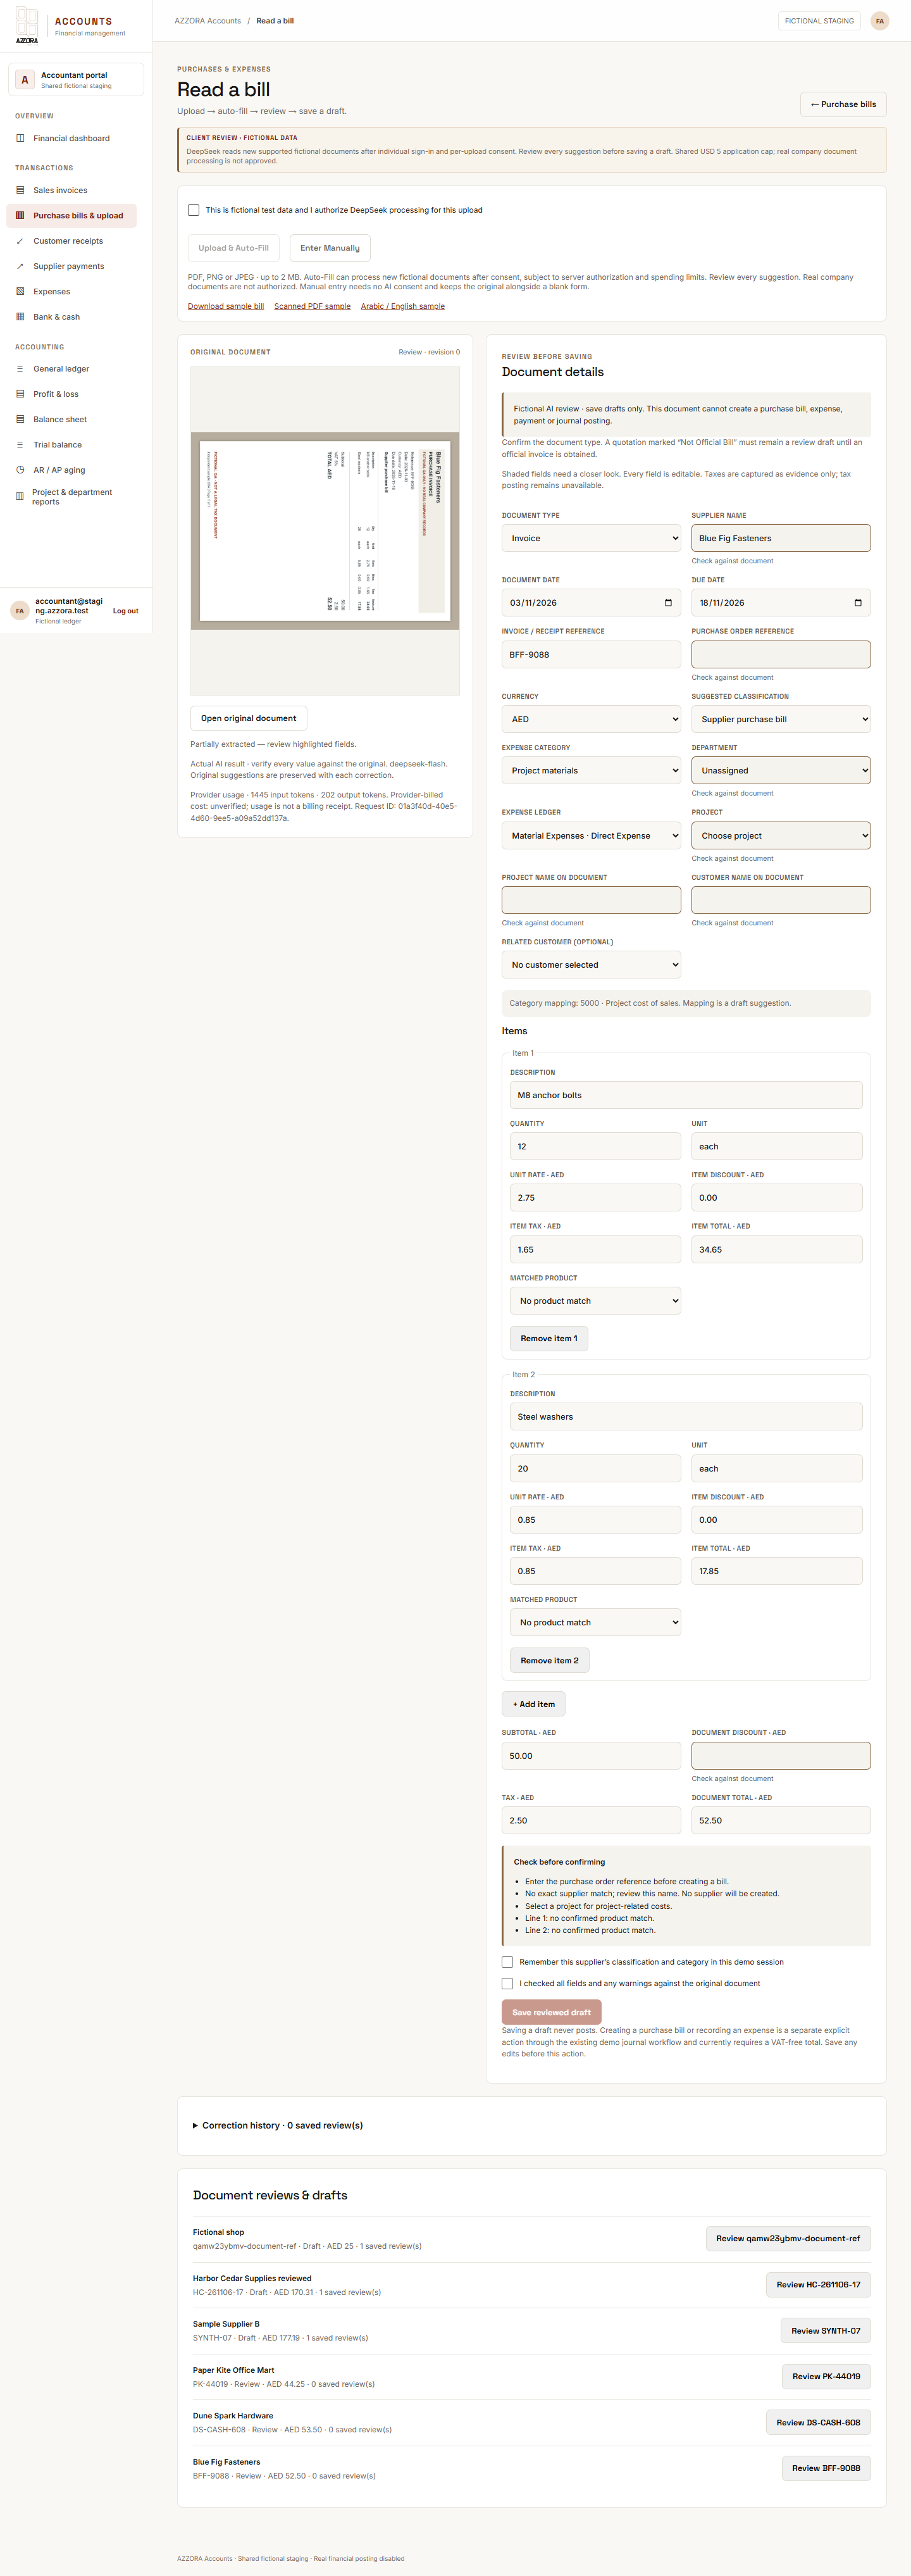 AZZORA
ACCOUNTS
Financial management
AZZORA Accounts / Read a bill
FICTIONAL STAGING
FA
A
Accountant portal
Shared fictional staging
OVERVIEW
Financial dashboard
TRANSACTIONS
Sales invoices
Purchase bills & upload
Customer receipts
Supplier payments
Expenses
Bank & cash
ACCOUNTING
General ledger
Profit & loss
Balance sheet
Trial balance
AR / AP aging
Project & department
reports
FA
accountant@stagi
ng.azzora.test
Fictional ledger
Log out
PURCHASES & EXPENSES
Read a bill
Upload → auto-fill → review → save a draft.
← Purchase bills
CLIENT REVIEW · FICTIONAL DATA
DeepSeek reads new supported fictional documents after individual sign-in and per-upload consent. Review every suggestion before saving a draft. Shared USD 5 application cap; real company document
processing is not approved.
This is fictional test data and I authorize DeepSeek processing for this upload
Upload & Auto-Fill
Enter Manually
PDF, PNG or JPEG · up to 2 MB. Auto-Fill can process new fictional documents after consent, subject to server authorization and spending limits. Review every suggestion. Real company
documents are not authorized. Manual entry needs no AI consent and keeps the original alongside a blank form.
Download sample bill
Scanned PDF sample
Arabic / English sample
ORIGINAL DOCUMENT
Review · revision 0
Blue Fig Fasteners
PURCHASE INVOICE
TOTAL AED
52.50
Open original document
Partially extracted — review highlighted fields.
Actual AI result · verify every value against the original. deepseek-flash.
Original suggestions are preserved with each correction.
Provider usage · 1445 input tokens · 202 output tokens. Provider-billed
cost: unverified; usage is not a billing receipt. Request ID: 01a3f40d-40e5-
4d60-9ee5-a09a52dd137a.
REVIEW BEFORE SAVING
Document details
Fictional AI review · save drafts only. This document cannot create a purchase bill, expense,
payment or journal posting.
Confirm the document type. A quotation marked “Not Official Bill” must remain a review draft until an
official invoice is obtained.
Shaded fields need a closer look. Every field is editable. Taxes are captured as evidence only; tax
posting remains unavailable.
DOCUMENT TYPE
Invoice
SUPPLIER NAME
Blue Fig Fasteners
Check against document
DOCUMENT DATE
03/11/2026
DUE DATE
18/11/2026
INVOICE / RECEIPT REFERENCE
BFF-9088
PURCHASE ORDER REFERENCE
Check against document
CURRENCY
AED
SUGGESTED CLASSIFICATION
Supplier purchase bill
EXPENSE CATEGORY
Project materials
DEPARTMENT
Unassigned
Check against document
EXPENSE LEDGER
Material Expenses · Direct Expense
PROJECT
Choose project
Check against document
PROJECT NAME ON DOCUMENT
Check against document
CUSTOMER NAME ON DOCUMENT
Check against document
RELATED CUSTOMER (OPTIONAL)
No customer selected
Category mapping: 5000 · Project cost of sales. Mapping is a draft suggestion.
Items
Item 1
DESCRIPTION
M8 anchor bolts
QUANTITY
12
UNIT
each
UNIT RATE · AED
2.75
ITEM DISCOUNT · AED
0.00
ITEM TAX · AED
1.65
ITEM TOTAL · AED
34.65
MATCHED PRODUCT
No product match
Remove item 1
Item 2
DESCRIPTION
Steel washers
QUANTITY
20
UNIT
each
UNIT RATE · AED
0.85
ITEM DISCOUNT · AED
0.00
ITEM TAX · AED
0.85
ITEM TOTAL · AED
17.85
MATCHED PRODUCT
No product match
Remove item 2
+ Add item
SUBTOTAL · AED
50.00
DOCUMENT DISCOUNT · AED
Check against document
TAX · AED
2.50
DOCUMENT TOTAL · AED
52.50
Check before confirming
• Enter the purchase order reference before creating a bill.
• No exact supplier match; review this name. No supplier will be created.
• Select a project for project-related costs.
• Line 1: no confirmed product match.
• Line 2: no confirmed product match.
Remember this supplier’s classification and category in this demo session
I checked all fields and any warnings against the original document
Save reviewed draft
Saving a draft never posts. Creating a purchase bill or recording an expense is a separate explicit
action through the existing demo journal workflow and currently requires a VAT-free total. Save any
edits before this action.
Correction history · 0 saved review(s)
Document reviews & drafts
Fictional shop
qamw23ybmv-document-ref · Draft · AED 25 · 1 saved review(s)
Review qamw23ybmv-document-ref
Harbor Cedar Supplies reviewed
HC-261106-17 · Draft · AED 170.31 · 1 saved review(s)
Review HC-261106-17
Sample Supplier B
SYNTH-07 · Draft · AED 177.19 · 1 saved review(s)
Review SYNTH-07
Paper Kite Office Mart
PK-44019 · Review · AED 44.25 · 0 saved review(s)
Review PK-44019
Dune Spark Hardware
DS-CASH-608 · Review · AED 53.50 · 0 saved review(s)
Review DS-CASH-608
Blue Fig Fasteners
BFF-9088 · Review · AED 52.50 · 0 saved review(s)
Review BFF-9088
AZZORA Accounts · Shared fictional staging · Real financial posting disabled